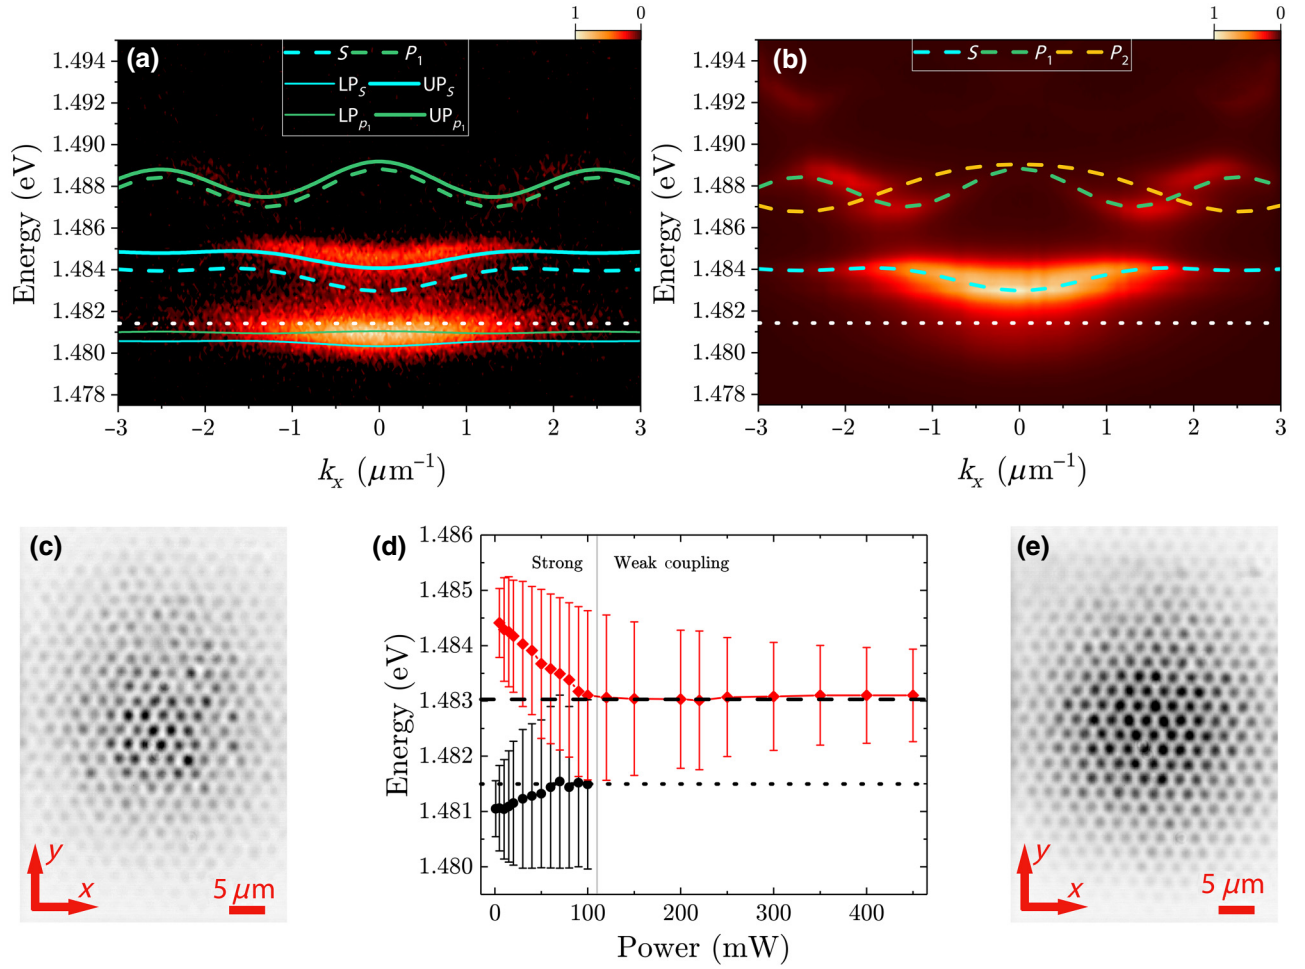 1 0
(a)
S P1
LPS UPS
LPp1 UPp1
1.494
1.492
1.490
1.488
1.486
1.484
1.482
1.480
1.478
Energy (eV)
−3 −2 −1 0 1 2 3
kx (μm−1)
1 0
(b)
S P1 P2
1.494
1.492
1.490
1.488
1.486
1.484
1.482
1.480
1.478
Energy (eV)
−3 −2 −1 0 1 2 3
kx (μm−1)
(c)
y
x
5 μm
(d)
Strong Weak coupling
1.486
1.485
1.484
1.483
1.482
1.481
1.480
Energy (eV)
0 100 200 300 400
Power (mW)
(e)
y
x
5 μm